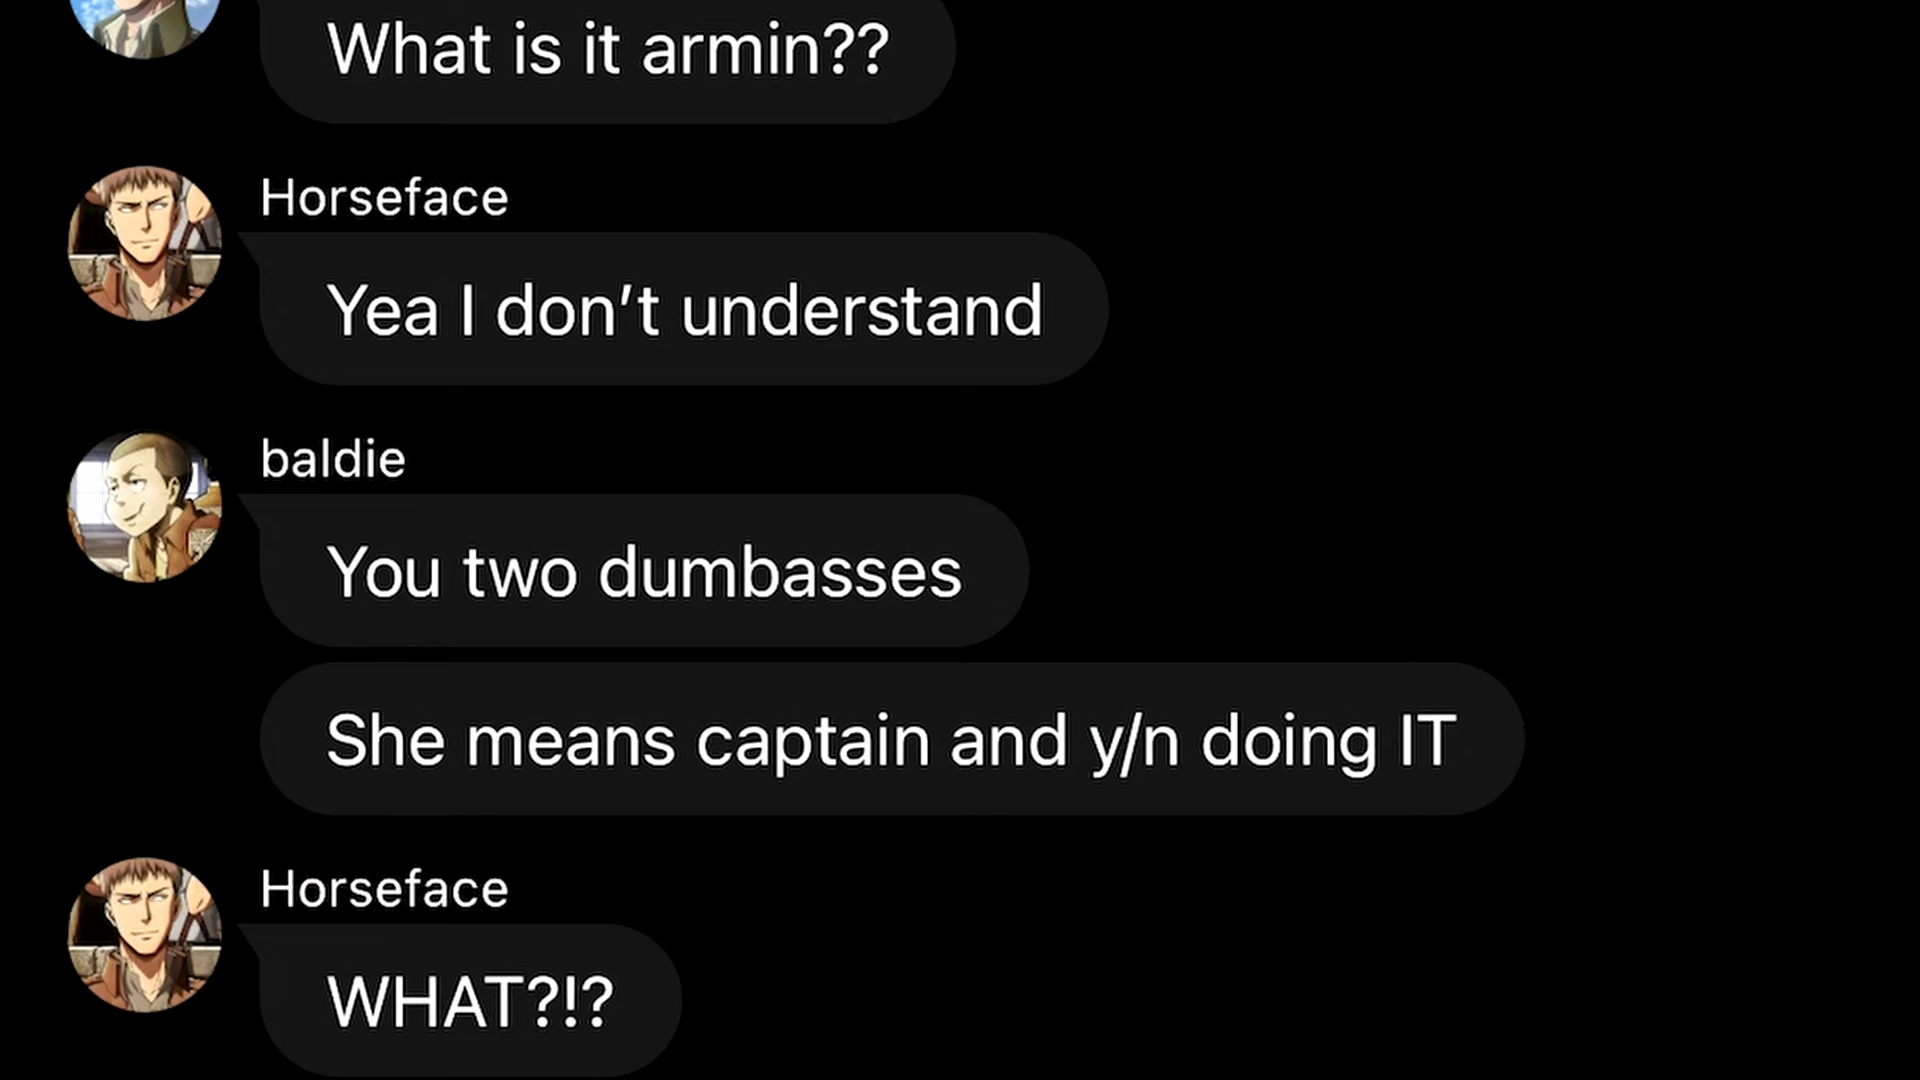 What is it armin??
Horseface
Yea I don’t understand
baldie
You two dumbasses
She means captain and y/n doing IT
Horseface
WHAT?!?